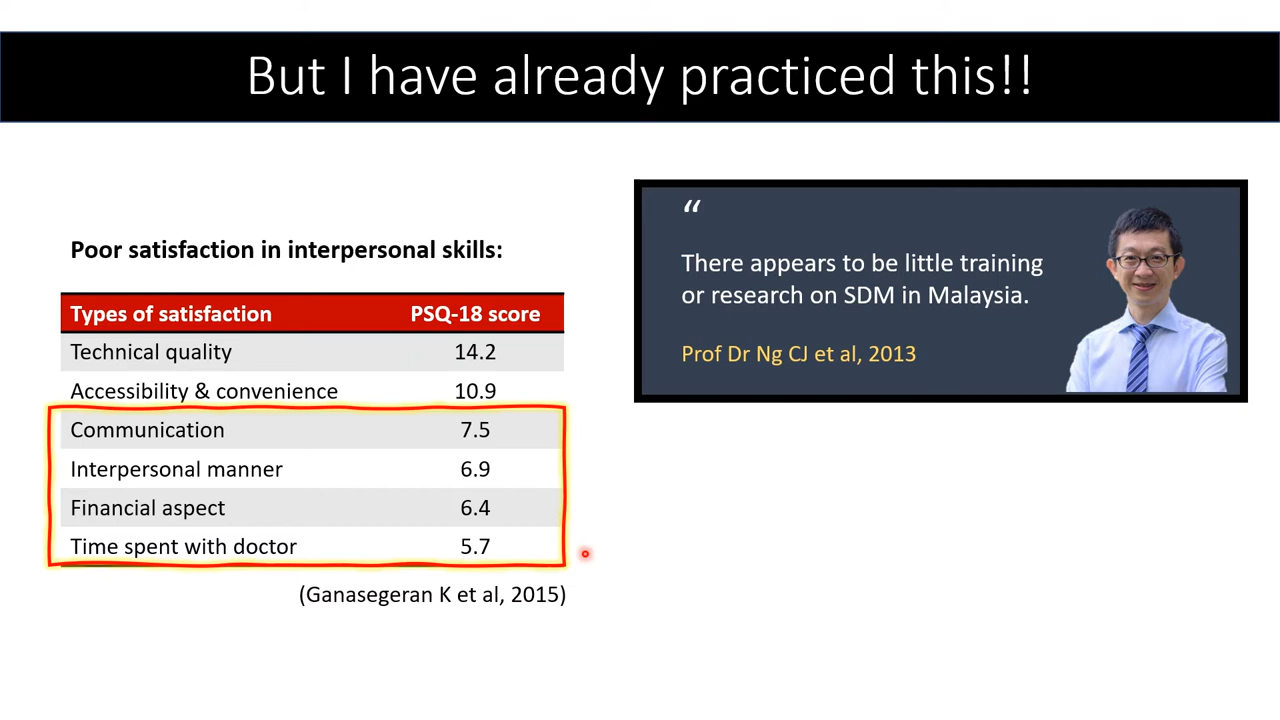 But I have already practiced this!!
Poor satisfaction in interpersonal skills:
Types of satisfaction PSQ-18 score
Technical quality 14.2
Accessibility & convenience 10.9
Communication 7.5
Interpersonal manner 6.9
Financial aspect 6.4
Time spent with doctor 5.7
(Ganasegeran K et al, 2015)
“
There appears to be little training
or research on SDM in Malaysia.
Prof Dr Ng CJ et al, 2013